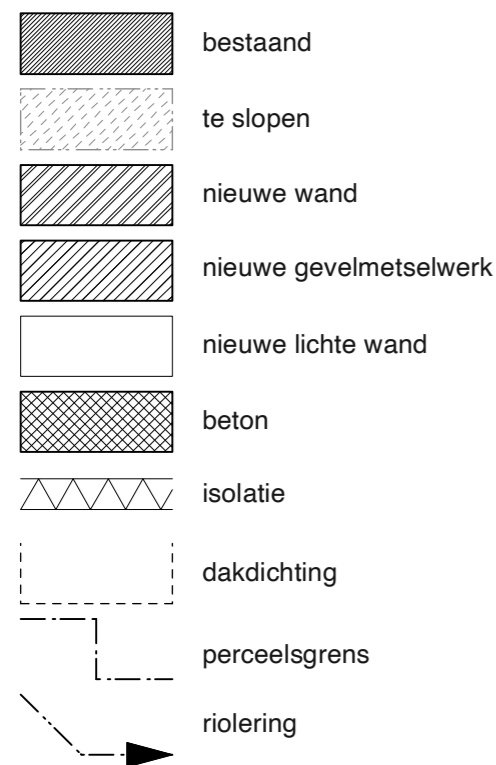 bestaand
te slopen
nieuwe wand
nieuwe gevelmetselwerk
nieuwe lichte wand
beton
isolatie
dakdichting
perceelsgrens
riolering